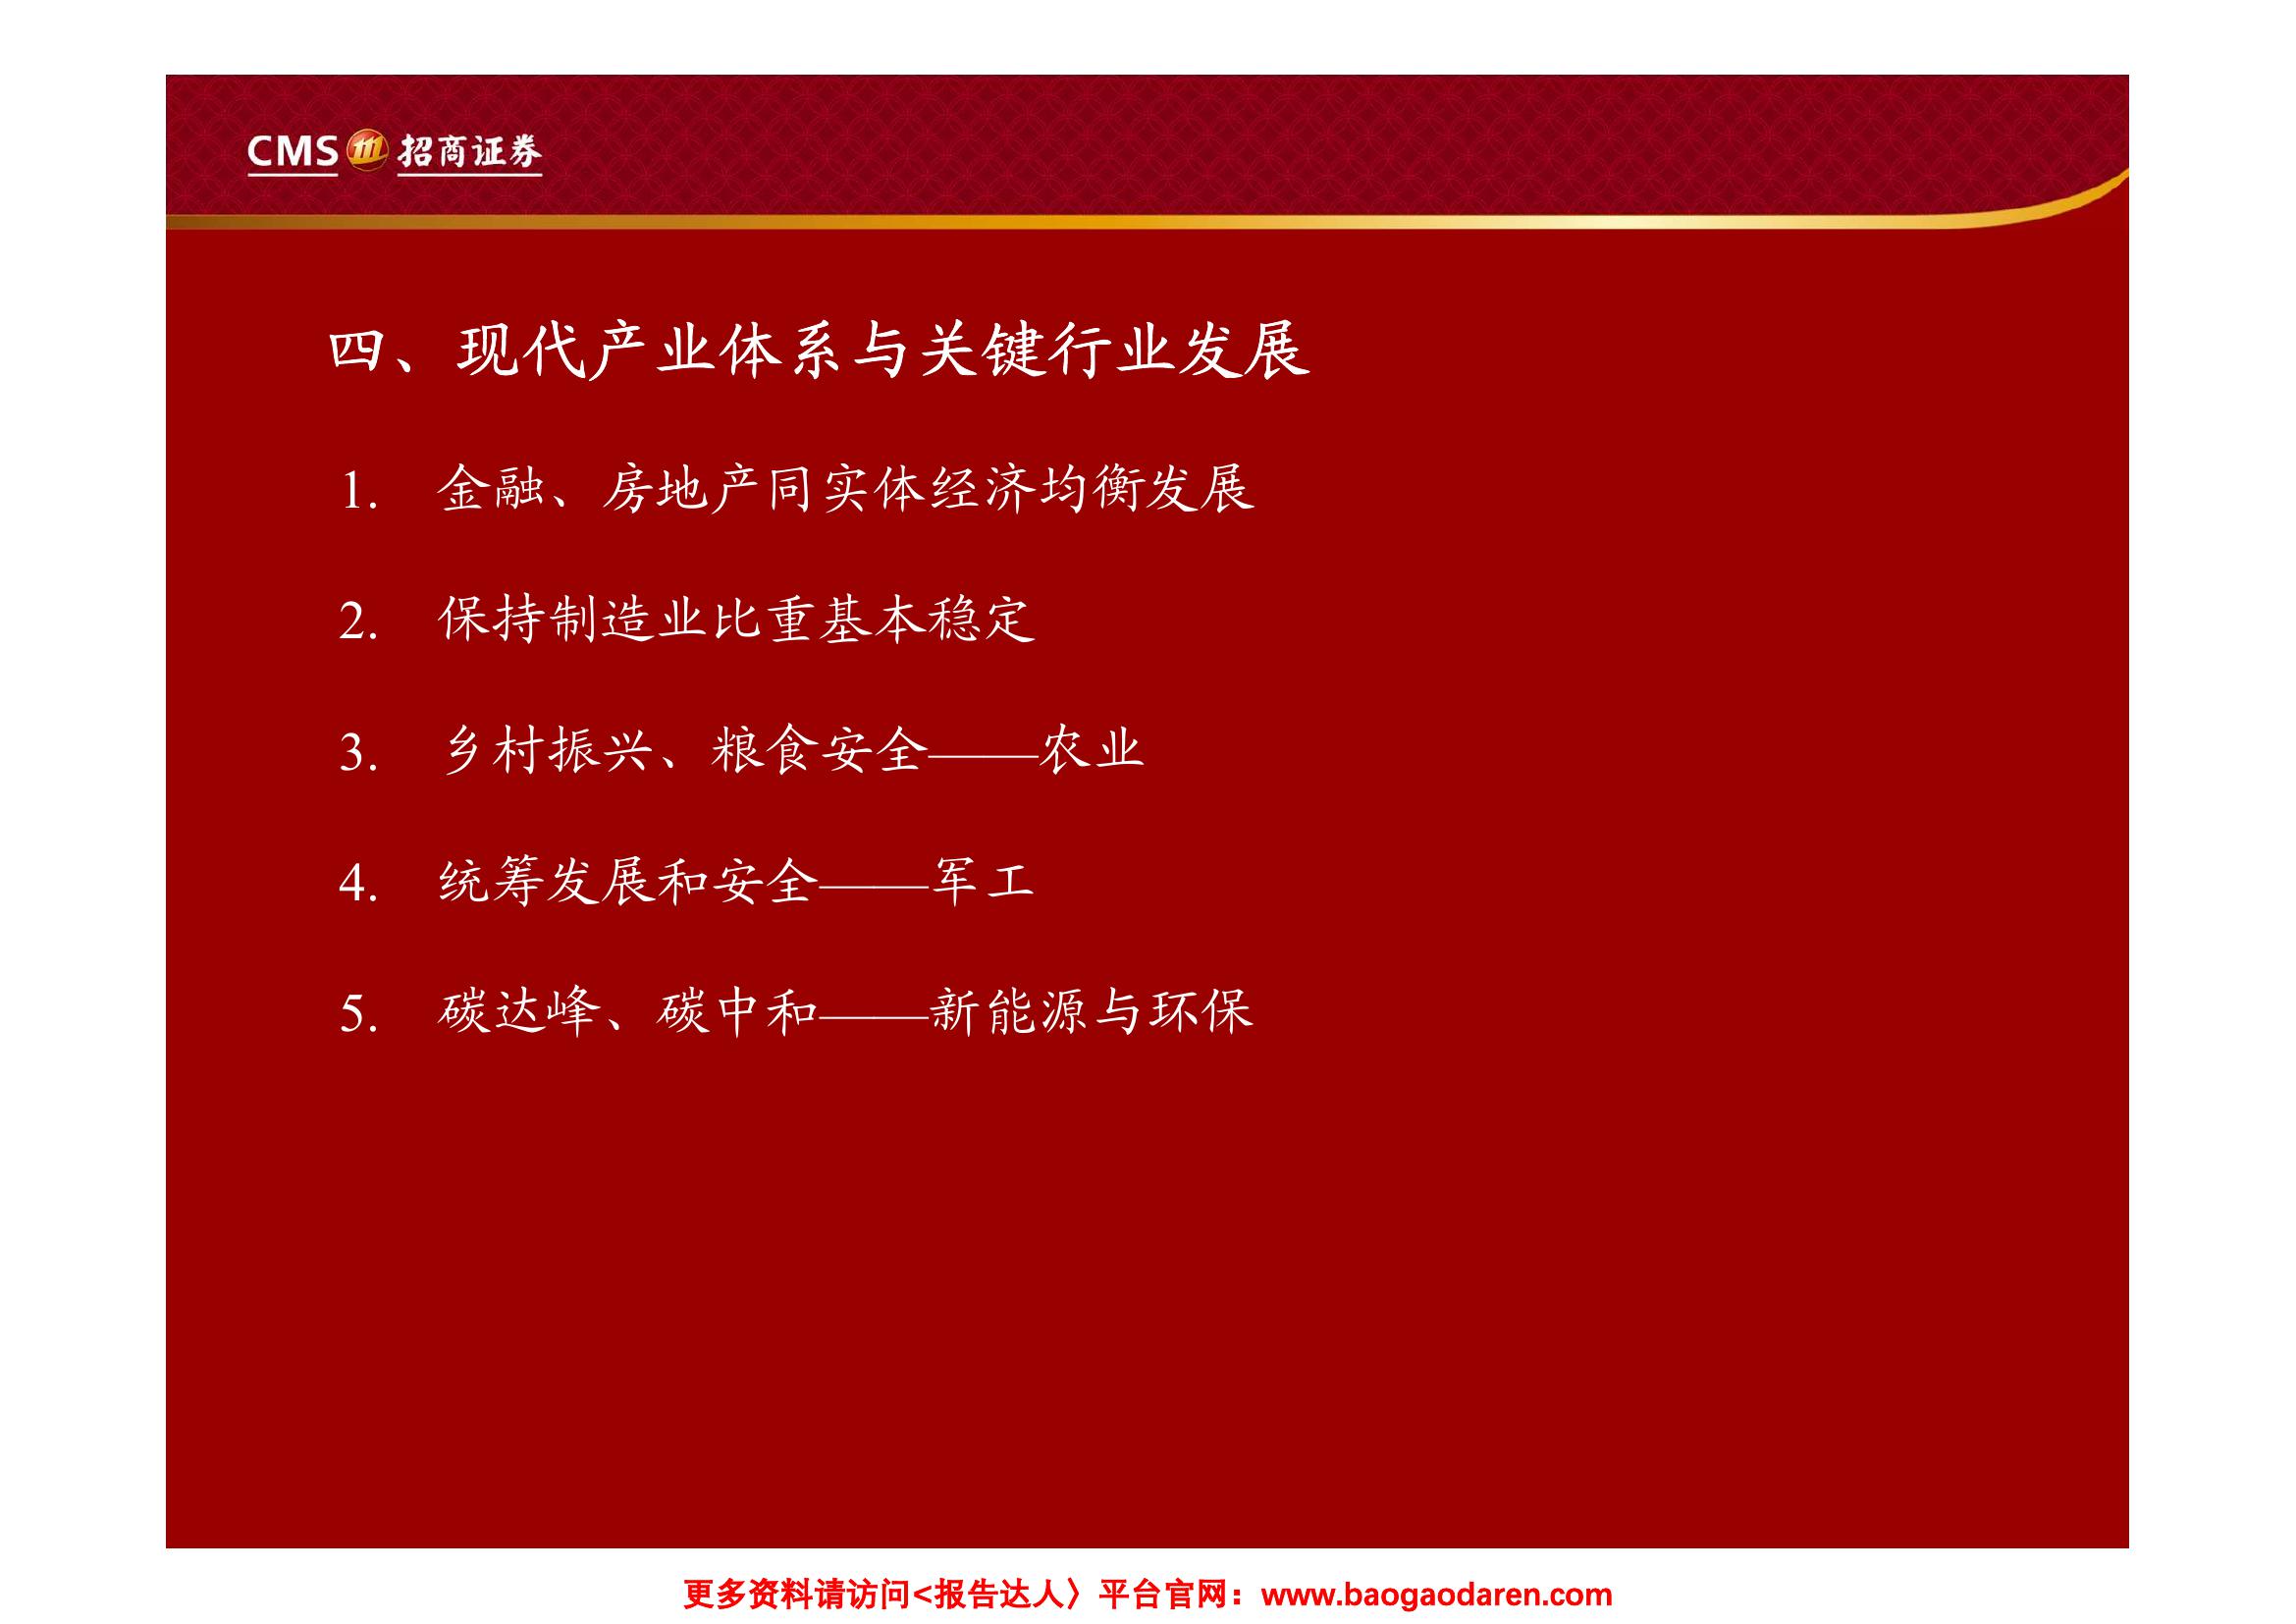 CMS 招商证券
四、现代产业体系与关键行业发展
1. 金融、房地产同实体经济均衡发展
2. 保持制造业比重基本稳定
3. 乡村振兴、粮食安全——农业
4. 统筹发展和安全——军工
5. 碳达峰、碳中和——新能源与环保
更多资料请访问<报告达人〉平台官网：www.baogaodaren.com